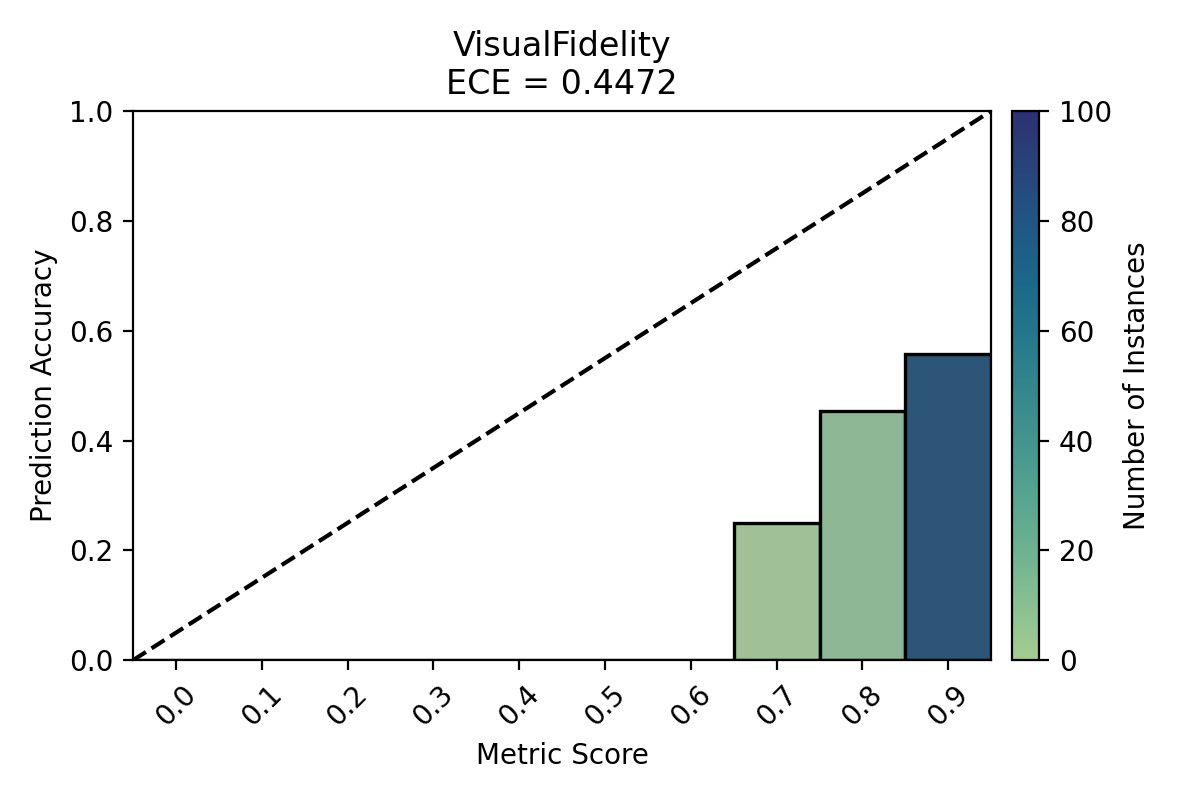 VisualFidelity
ECE = 0.4472
Prediction Accuracy
1.0
0.8
0.6
0.4
0.2
0.0
0.0 0.1 0.2 0.3 0.4 0.5 0.6 0.7 0.8 0.9
Metric Score
100
80
60
40
20
0
Number of Instances